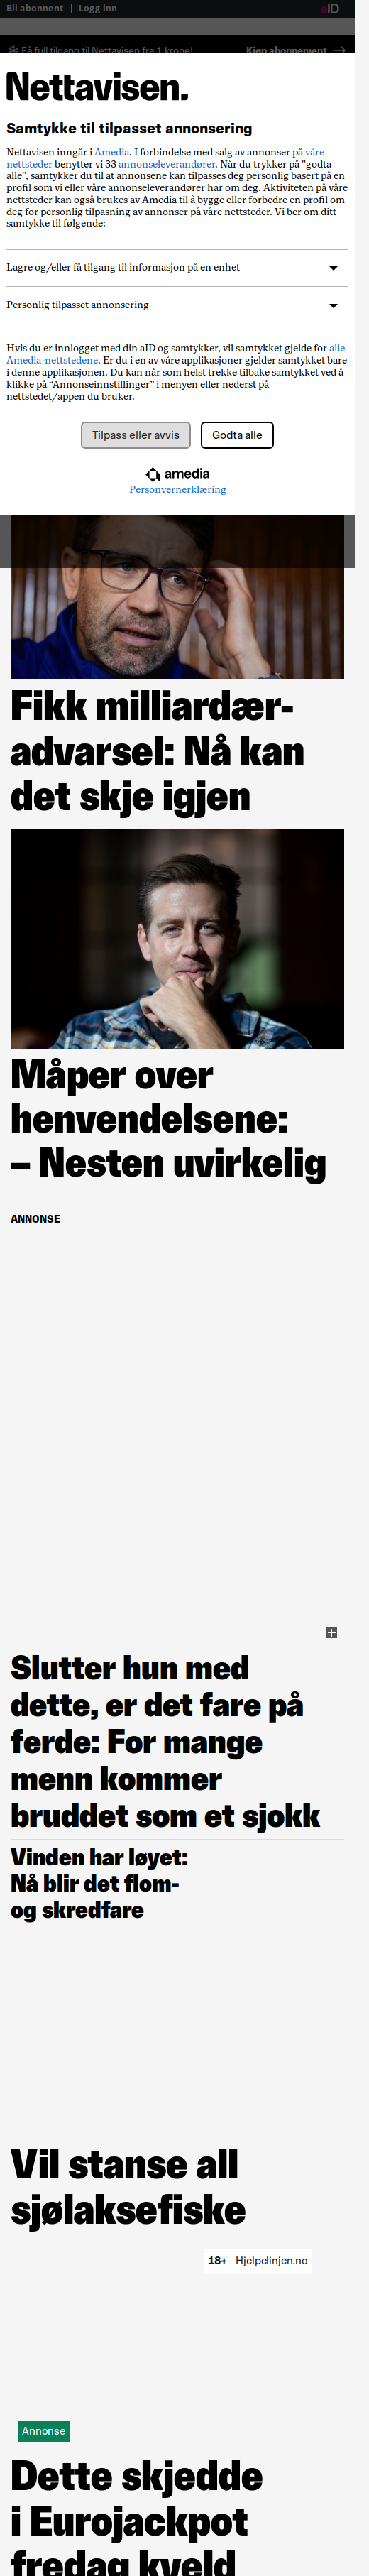 Bli abonnent | Logg inn
aID
Få full tilgang til Nettavisen fra 1 krone!
Kjøp abonnement
Nettavisen.
Samtykke til tilpasset annonsering
Nettavisen inngår i Amedia. I forbindelse med salg av annonser på våre
nettsteder benytter vi 33 annonseleverandører. Når du trykker på "godta
alle", samtykker du til at annonsene kan tilpasses deg personlig basert på en
profil som vi eller våre annonseleverandører har om deg. Aktiviteten på våre
nettsteder kan også brukes av Amedia til å bygge eller forbedre en profil om
deg for personlig tilpasning av annonser på våre nettsteder. Vi ber om ditt
samtykke til følgende:
Lagre og/eller få tilgang til informasjon på en enhet
Personlig tilpasset annonsering
Hvis du er innlogget med din aID og samtykker, vil samtykket gjelde for alle
Amedia-nettstedene. Er du i en av våre applikasjoner gjelder samtykket bare
i denne applikasjonen. Du kan når som helst trekke tilbake samtykket ved å
klikke på “Annonseinnstillinger” i menyen eller nederst på
nettstedet/appen du bruker.
Tilpass eller avvis
Godta alle
amedia
Personvernerklæring
Fikk milliardær-
advarsel: Nå kan
det skje igjen
Måper over
henvendelsene:
– Nesten uvirkelig
ANNONSE
Slutter hun med
dette, er det fare på
ferde: For mange
menn kommer
bruddet som et sjokk
Vinden har løyet:
Nå blir det flom-
og skredfare
Vil stanse all
sjølaksefiske
18+ | Hjelpelinjen.no
Annonse
Dette skjedde
i Eurojackpot
fredag kveld